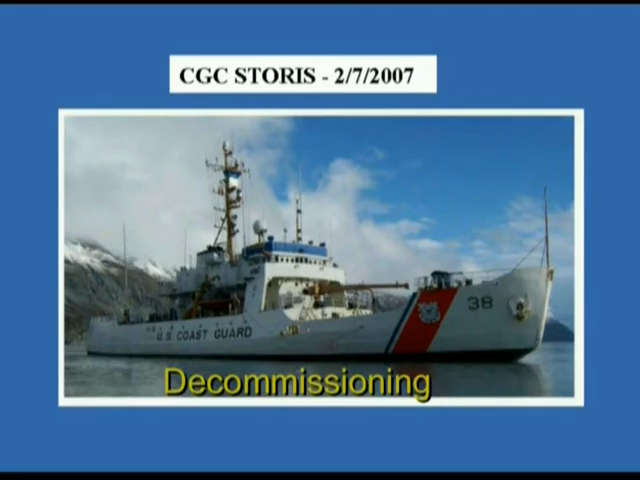 CGC STORIS - 2/7/2007
38
U.S. COAST GUARD
Decommissioning